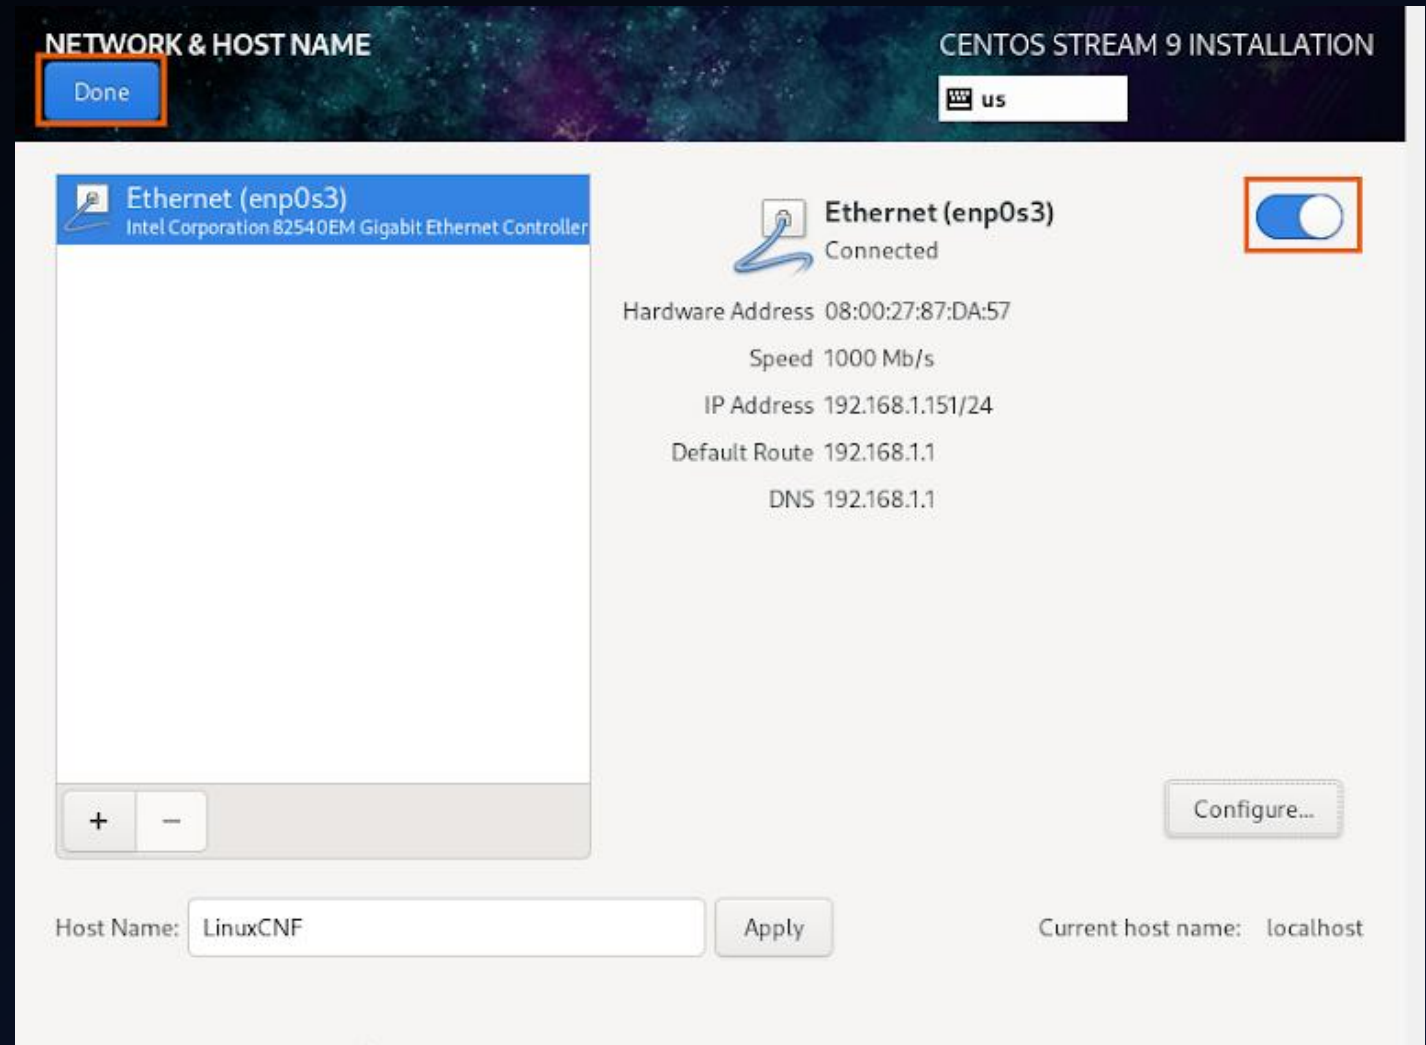 NETWORK & HOST NAME
CENTOS STREAM 9 INSTALLATION
Done
us
Ethernet (enp0s3)
Intel Corporation 82540EM Gigabit Ethernet Controller
Ethernet (enp0s3)
Connected
Hardware Address 08:00:27:87:DA:57
Speed 1000 Mb/s
IP Address 192.168.1.151/24
Default Route 192.168.1.1
DNS 192.168.1.1
+ −
Configure...
Host Name: LinuxCNF Apply Current host name: localhost